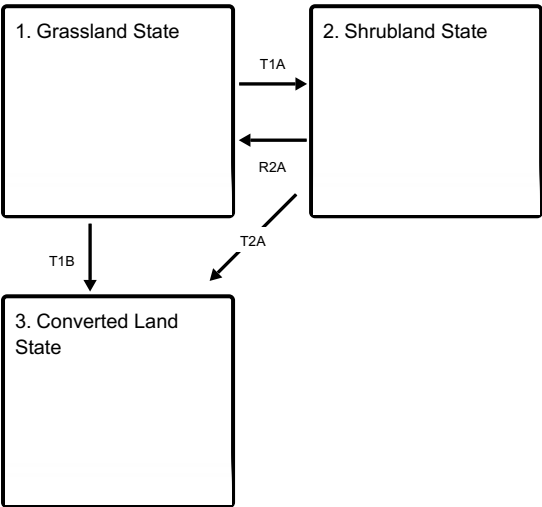 1. Grassland State
2. Shrubland State
T1A
R2A
T2A
T1B
3. Converted Land
State